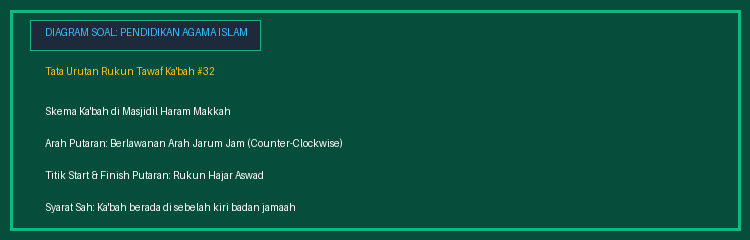 DIAGRAM SOAL: PENDIDIKAN AGAMA ISLAM
Tata Urutan Rukun Tawaf Ka'bah #32
Skema Ka'bah di Masjidil Haram Makkah
Arah Putaran: Berlawanan Arah Jarum Jam (Counter-Clockwise)
Titik Start & Finish Putaran: Rukun Hajar Aswad
Syarat Sah: Ka'bah berada di sebelah kiri badan jamaah